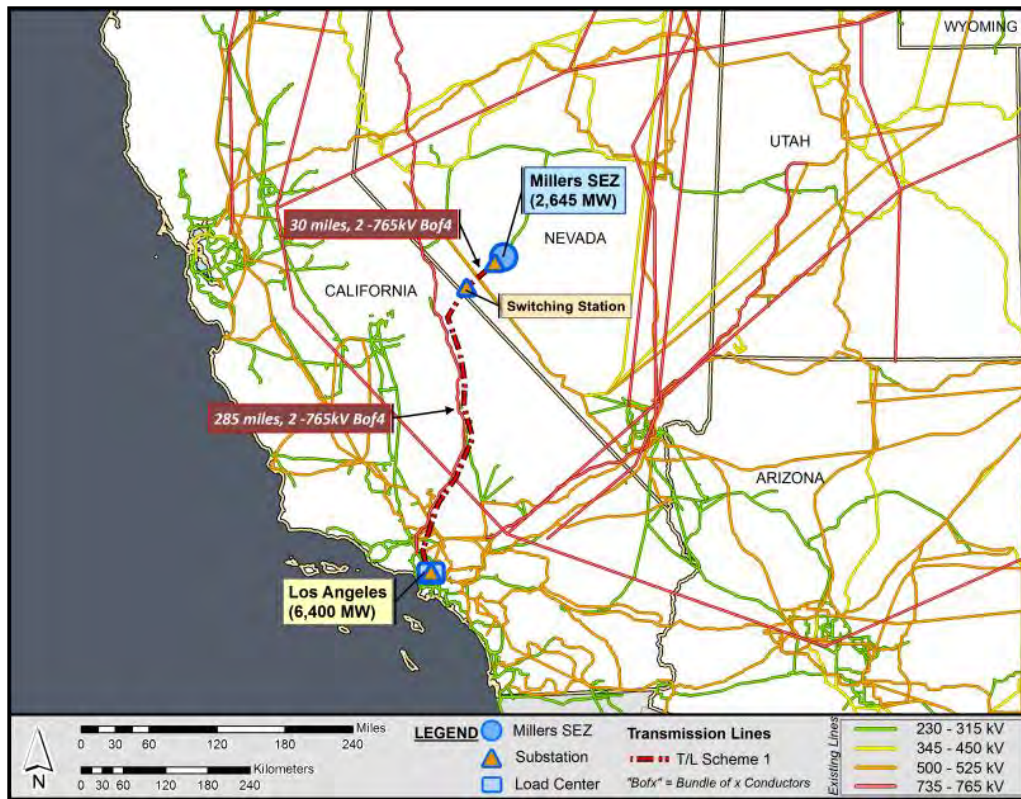 WYOMING
UTAH
Millers SEZ
(2,645 MW)
30 miles, 2 -765kV Bof4
NEVADA
CALIFORNIA
Switching Station
285 miles, 2 -765kV Bof4
ARIZONA
Los Angeles
(6,400 MW)
N
Miles
0 30 60 120 180 240
Kilometers
0 30 60 120 180 240
LEGEND
Millers SEZ
Substation
Load Center
Transmission Lines
T/L Scheme 1
"Bofx" = Bundle of x Conductors
Existing Lines
230 - 315 kV
345 - 450 kV
500 - 525 kV
735 - 765 kV